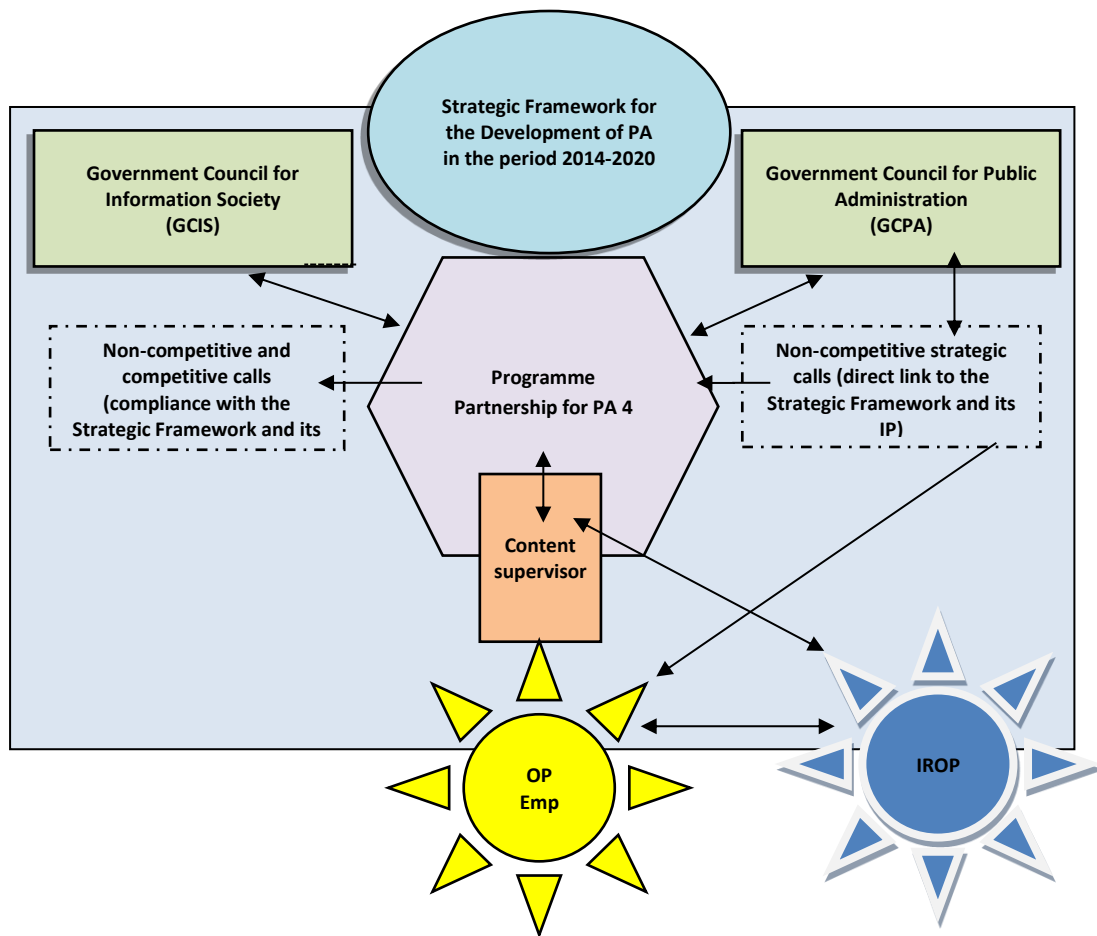 Strategic Framework for
the Development of PA
in the period 2014-2020
Government Council for
Information Society
(GCIS)
Government Council for Public
Administration
(GCPA)
Non-competitive and
competitive calls
(compliance with the
Strategic Framework and its
Programme
Partnership for PA 4
Non-competitive strategic
calls (direct link to the
Strategic Framework and its
IP)
Content
supervisor
OP
Emp
IROP